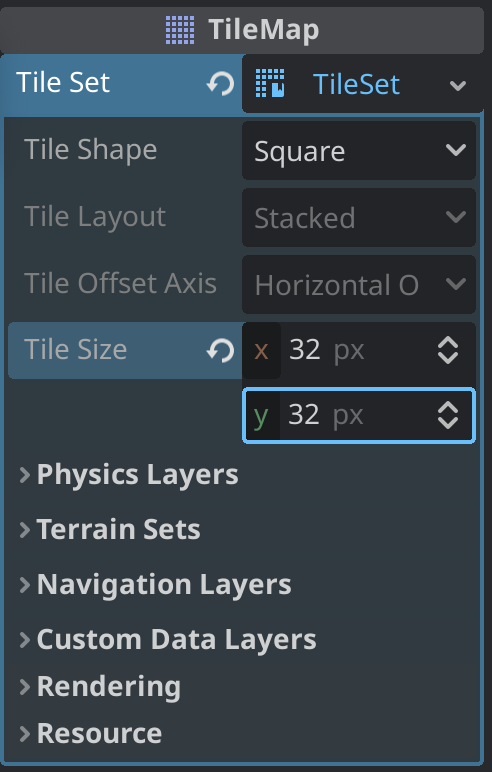 TileMap
Tile Set TileSet
Tile Shape Square
Tile Layout Stacked
Tile Offset Axis Horizontal O
Tile Size x 32 px
y 32 px
Physics Layers
Terrain Sets
Navigation Layers
Custom Data Layers
Rendering
Resource